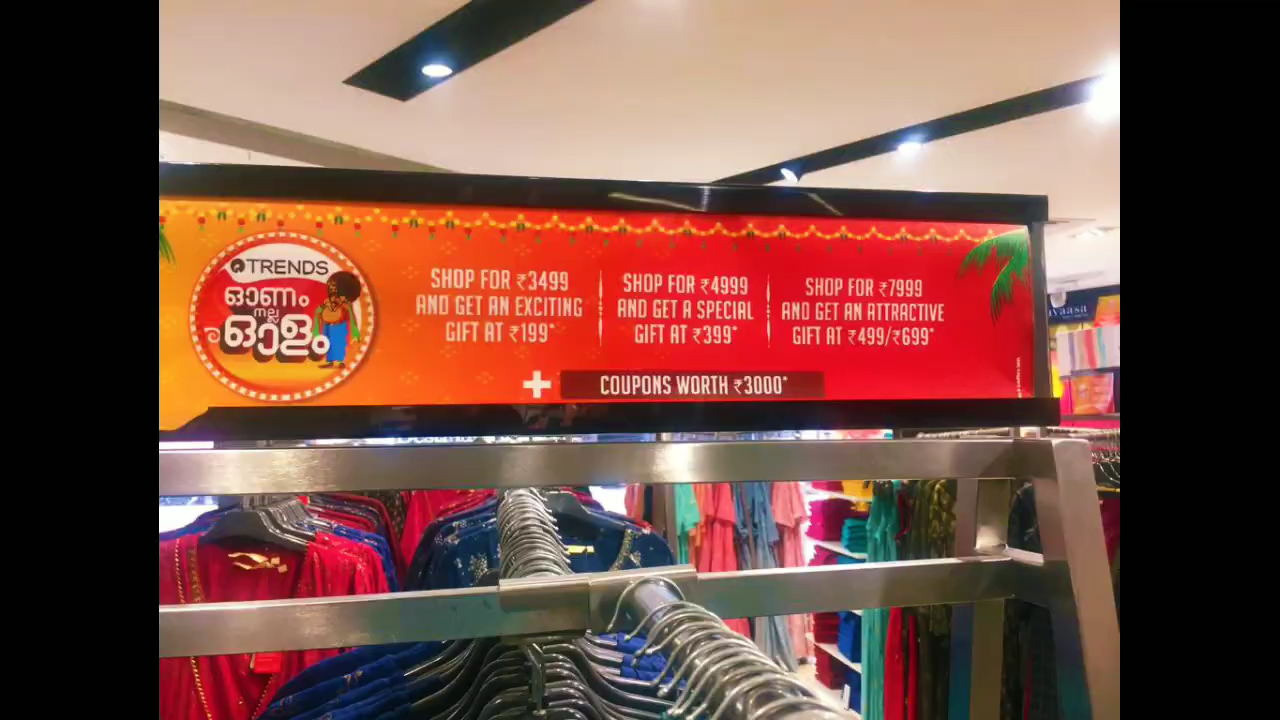 TRENDS
ഓണം
നല്ല
ഓളം
SHOP FOR ₹3499
AND GET AN EXCITING
GIFT AT ₹199*
SHOP FOR ₹4999
AND GET A SPECIAL
GIFT AT ₹399*
SHOP FOR ₹7999
AND GET AN ATTRACTIVE
GIFT AT ₹499/₹699*
+ COUPONS WORTH ₹3000*